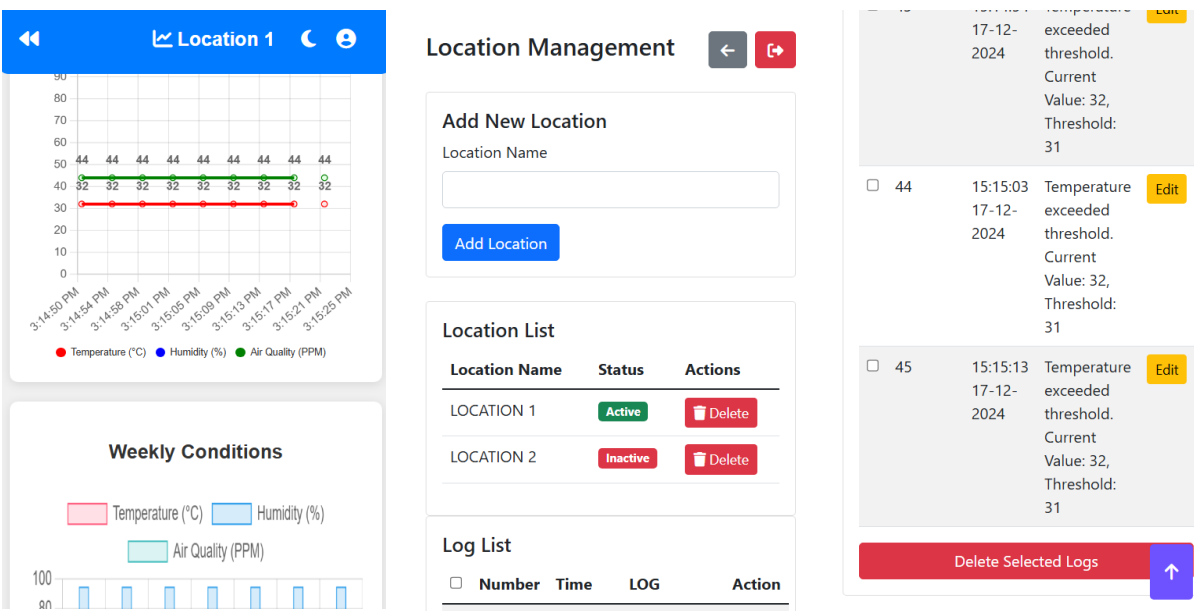 Location 1
90
80
70
60
50
40
30
20
10
0
44 44 44 44 44 44 44 44 44
32 32 32 32 32 32 32 32 32
3:14:50 PM 3:14:54 PM 3:14:58 PM 3:15:01 PM 3:15:05 PM 3:15:09 PM 3:15:13 PM 3:15:17 PM 3:15:21 PM 3:15:25 PM
Temperature (°C) Humidity (%) Air Quality (PPM)
Weekly Conditions
Temperature (°C) Humidity (%)
Air Quality (PPM)
100
80
Location Management
Add New Location
Location Name
Add Location
Location List
Location Name Status Actions
LOCATION 1 Active Delete
LOCATION 2 Inactive Delete
Log List
Number Time LOG Action
Temperature Edit
17-12- exceeded
2024 threshold.
Current
Value: 32,
Threshold:
31
44 15:15:03 Temperature Edit
17-12- exceeded
2024 threshold.
Current
Value: 32,
Threshold:
31
45 15:15:13 Temperature Edit
17-12- exceeded
2024 threshold.
Current
Value: 32,
Threshold:
31
Delete Selected Logs